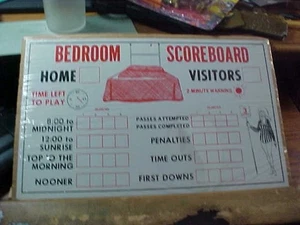 BEDROOM SCOREBOARD
HOME VISITORS
TIME LEFT
TO PLAY
2 MINUTE WARNING
8:00 to
MIDNIGHT
PASSES ATTEMPTED
PASSES COMPLETED
12:00 to
SUNRISE
PENALTIES
TOP O THE
MORNING
TIME OUTS
NOONER
FIRST DOWNS